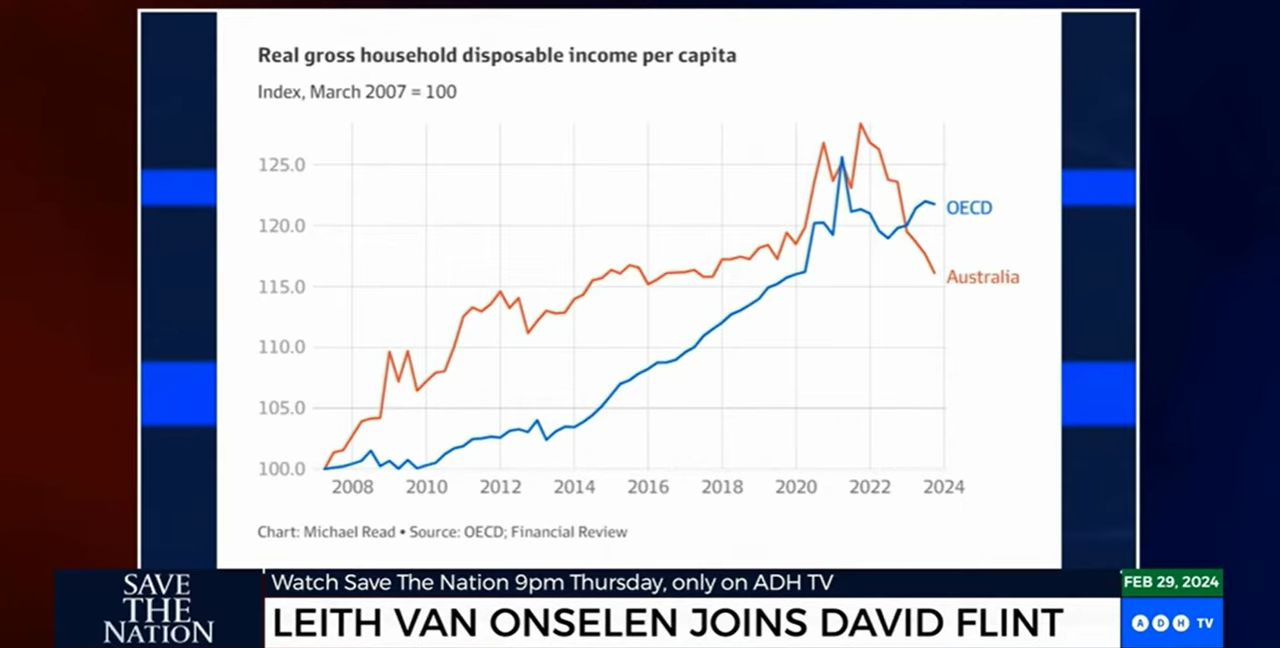 Real gross household disposable income per capita
Index, March 2007 = 100
125.0
120.0
115.0
110.0
105.0
100.0
OECD
Australia
2008 2010 2012 2014 2016 2018 2020 2022 2024
Chart: Michael Read • Source: OECD; Financial Review
SAVE
THE
NATION
Watch Save The Nation 9pm Thursday, only on ADH TV
LEITH VAN ONSELEN JOINS DAVID FLINT
FEB 29, 2024
ADH TV